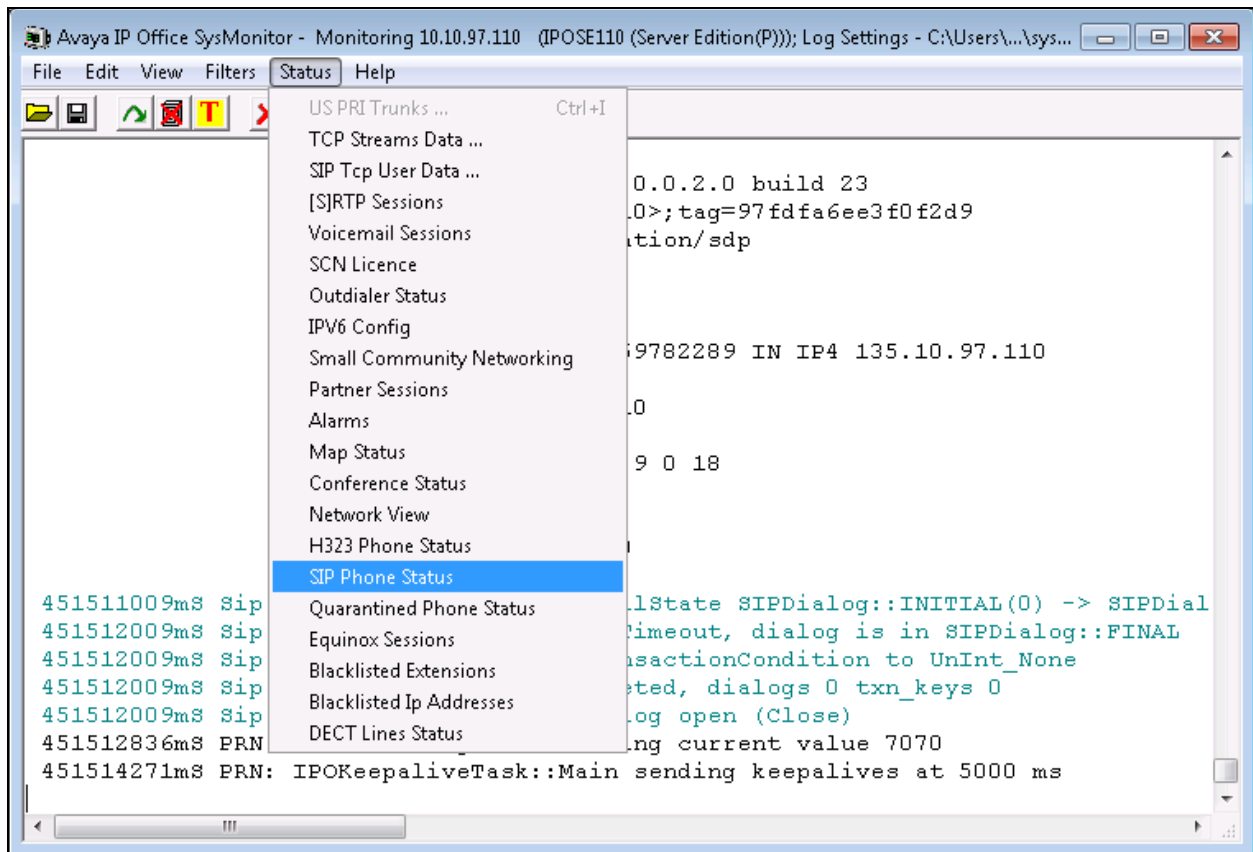 Avaya IP Office SysMonitor - Monitoring 10.10.97.110 (IPOSE110 (Server Edition(P))); Log Settings - C:\Users\...\sys...
File Edit View Filters Status Help
T
US PRI Trunks ... Ctrl+I
TCP Streams Data ...
SIP Tcp User Data ...
[S]RTP Sessions
Voicemail Sessions
SCN Licence
Outdialer Status
IPV6 Config
Small Community Networking
Partner Sessions
Alarms
Map Status
Conference Status
Network View
H323 Phone Status
SIP Phone Status
Quarantined Phone Status
Equinox Sessions
Blacklisted Extensions
Blacklisted Ip Addresses
DECT Lines Status
0.0.2.0 build 23
.0>;tag=97fdfa6ee3f0f2d9
ation/sdp
59782289 IN IP4 135.10.97.110
.0
9 0 18
451511009mS Sip llState SIPDialog::INITIAL(0) -> SIPDial
451512009mS Sip Timeout, dialog is in SIPDialog::FINAL
451512009mS Sip nsactionCondition to UnInt_None
451512009mS Sip eted, dialogs 0 txn_keys 0
451512009mS Sip log open (Close)
451512836mS PRN ing current value 7070
451514271mS PRN: IPOKeepaliveTask::Main sending keepalives at 5000 ms